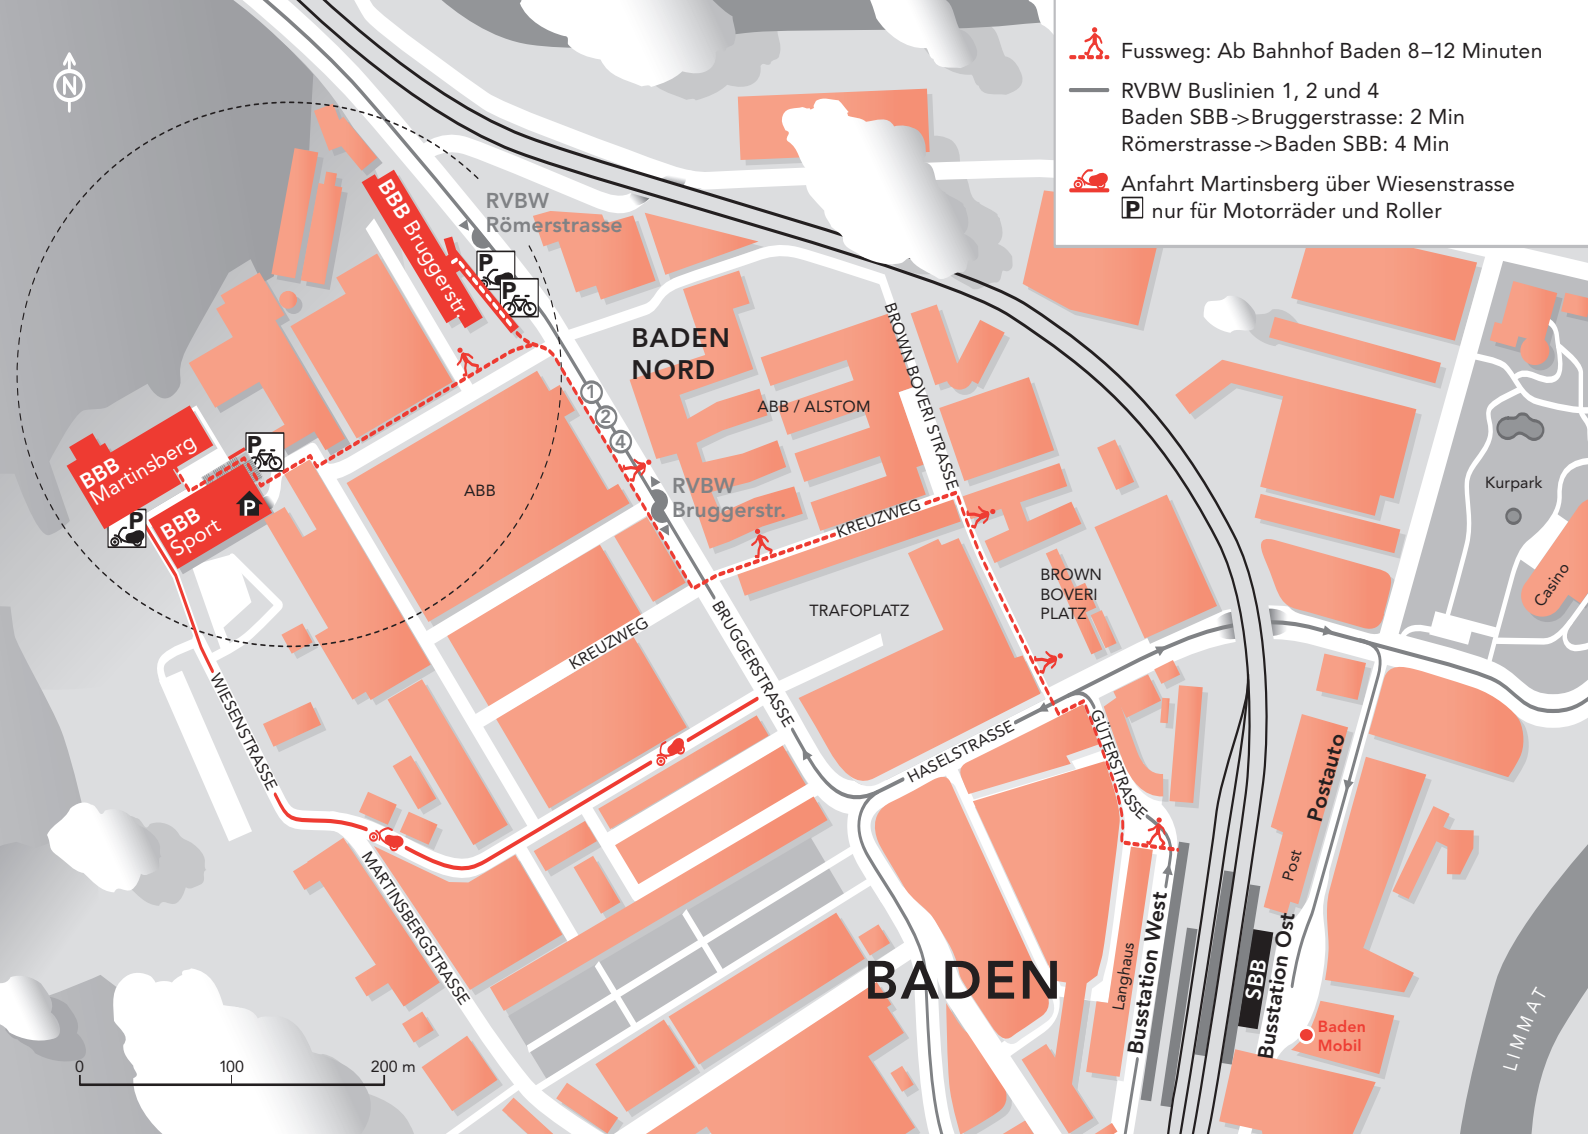 Fussweg: Ab Bahnhof Baden 8–12 Minuten
RVBW Buslinien 1, 2 und 4
Baden SBB->Bruggerstrasse: 2 Min
Römerstrasse->Baden SBB: 4 Min
Anfahrt Martinsberg über Wiesenstrasse
P nur für Motorräder und Roller
N
BBB Bruggerstr.
RVBW
Römerstrasse
P
P
BADEN
NORD
BROWN BOVERI STRASSE
ABB / ALSTOM
1
2
4
BBB
Martinsberg
P
P
BBB
Sport
P
ABB
RVBW
Bruggerstr.
KREUZWEG
Kurpark
Casino
BROWN
BOVERI
PLATZ
TRAFOPLATZ
KREUZWEG
BRUGGERSTRASSE
WIESENSTRASSE
HASELSTRASSE
GÜTERSTRASSE
Postauto
Post
MARTINSBERGSTRASSE
BADEN
Langhaus
Busstation West
SBB
Busstation Ost
Baden
Mobil
LIMMAT
0 100 200 m